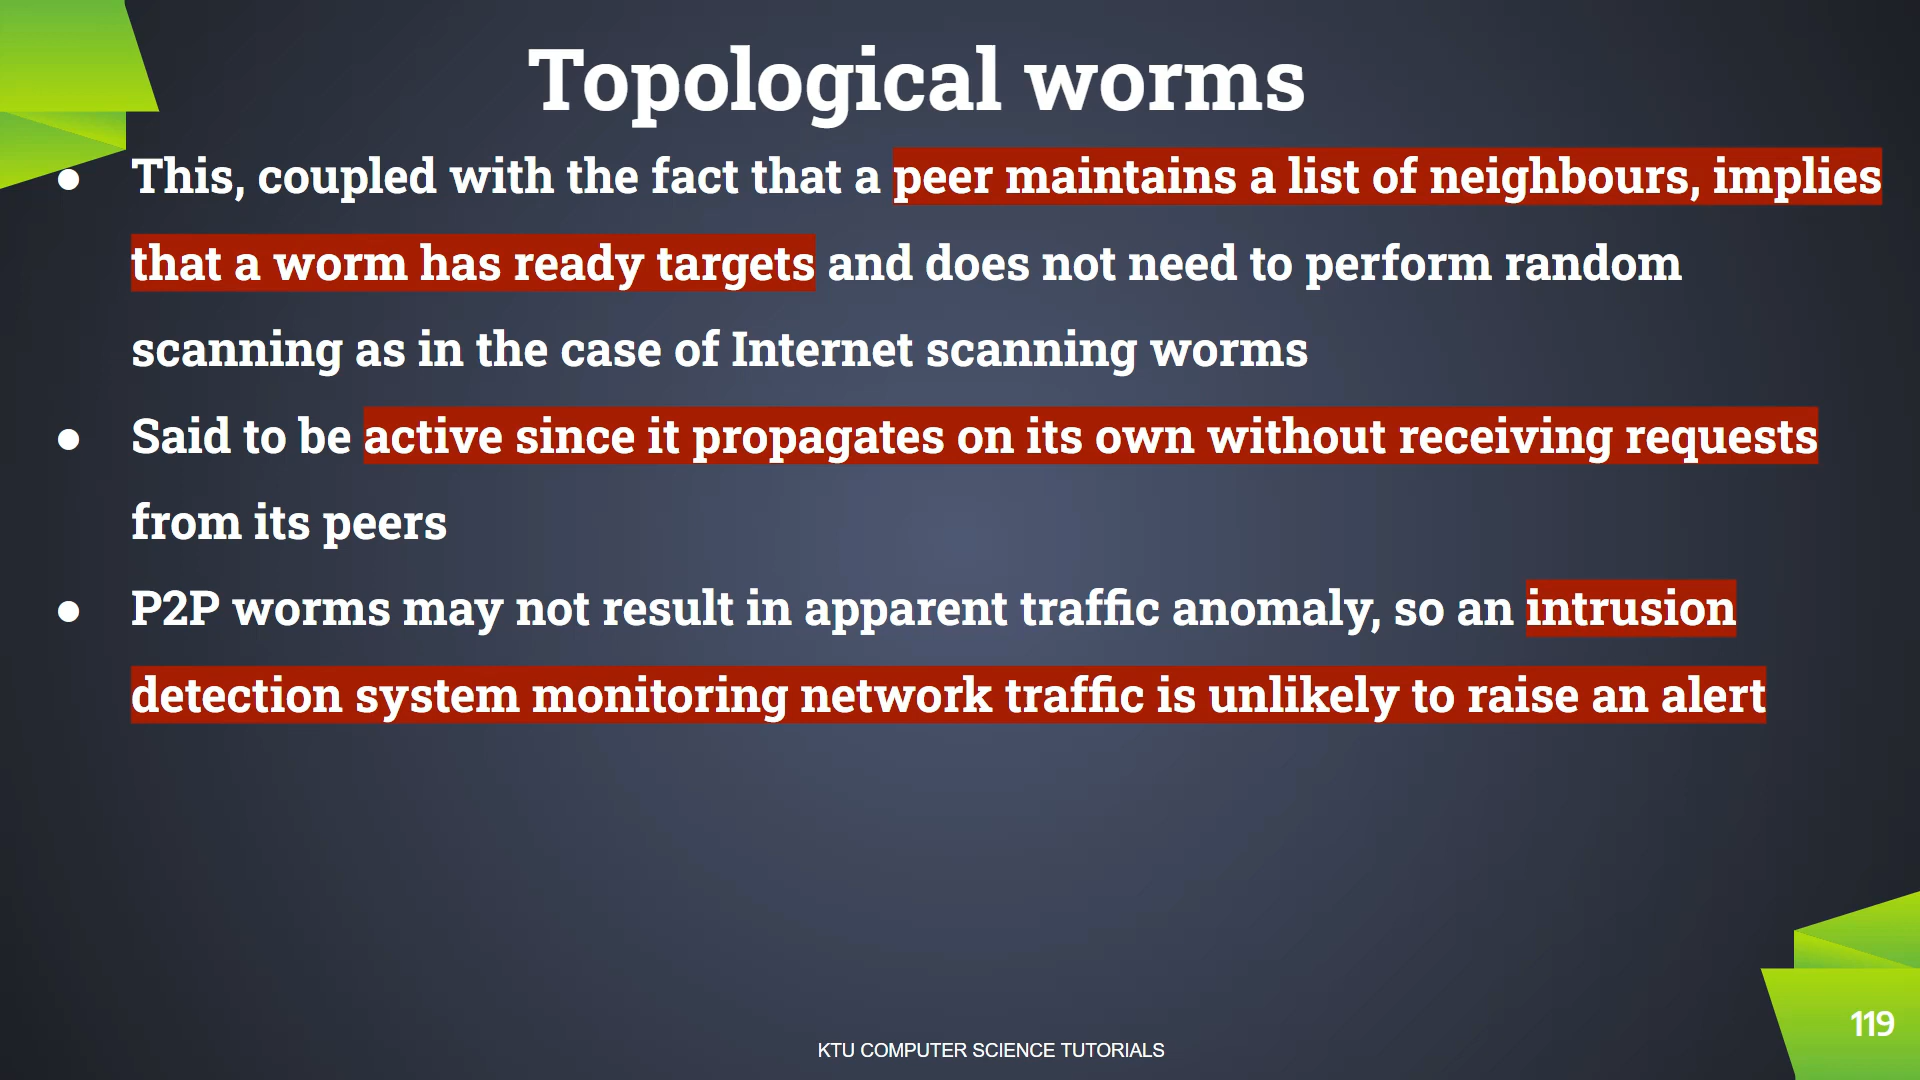 Topological worms
● This, coupled with the fact that a peer maintains a list of neighbours, implies
that a worm has ready targets and does not need to perform random
scanning as in the case of Internet scanning worms
● Said to be active since it propagates on its own without receiving requests
from its peers
● P2P worms may not result in apparent traffic anomaly, so an intrusion
detection system monitoring network traffic is unlikely to raise an alert
119
KTU COMPUTER SCIENCE TUTORIALS